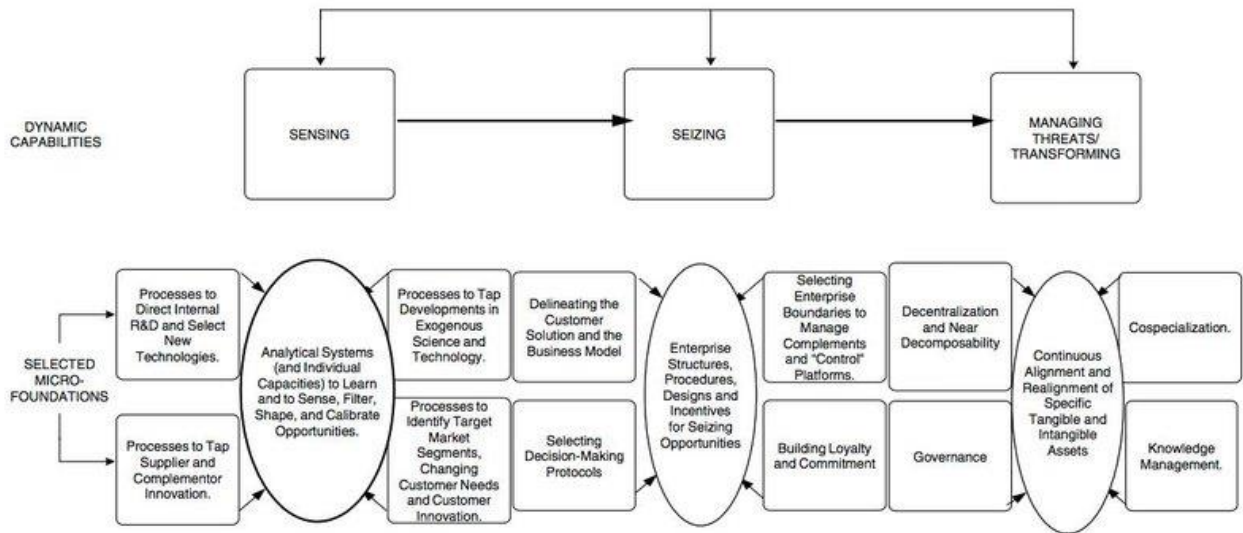 DYNAMIC
CAPABILITIES
SENSING
SEIZING
MANAGING
THREATS/
TRANSFORMING
SELECTED
MICRO-
FOUNDATIONS
Processes to
Direct Internal
R&D and Select
New
Technologies.
Processes to Tap
Supplier and
Complementor
Innovation.
Analytical Systems
(and Individual
Capacities) to Learn
and to Sense, Filter,
Shape, and Calibrate
Opportunities.
Processes to Tap
Developments in
Exogenous
Science and
Technology.
Processes to
Identify Target
Market
Segments,
Changing
Customer Needs
and Customer
Innovation.
Delineating the
Customer
Solution and the
Business Model
Selecting
Decision-Making
Protocols
Enterprise
Structures,
Procedures,
Designs and
Incentives
for Seizing
Opportunities
Selecting
Enterprise
Boundaries to
Manage
Complements
and “Control”
Platforms.
Building Loyalty
and Commitment
Decentralization
and Near
Decomposability
Governance
Continuous
Alignment and
Realignment of
Specific
Tangible and
Intangible
Assets
Cospecialization.
Knowledge
Management.